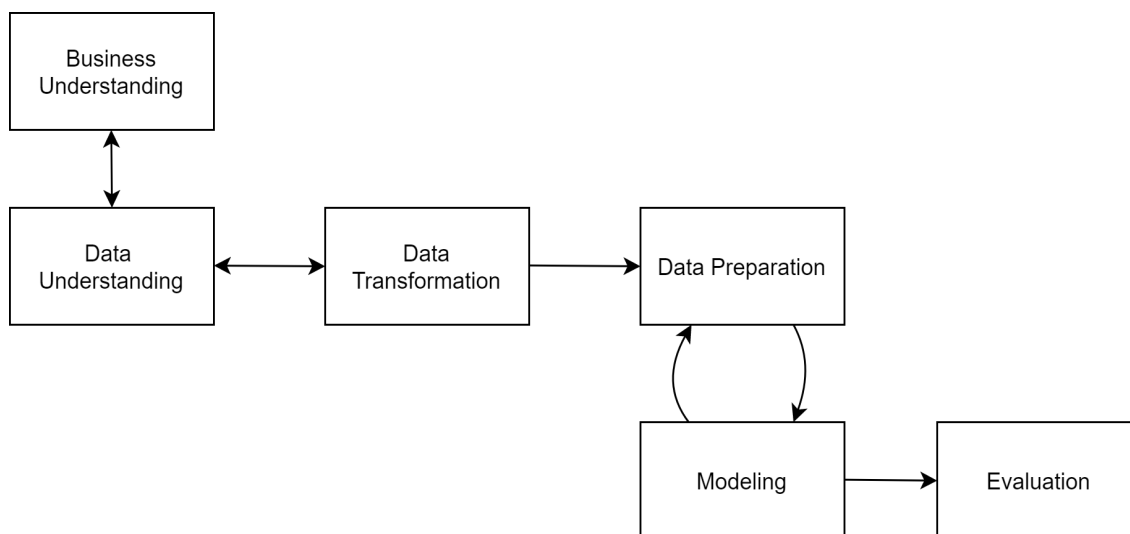 Business
Understanding
Data
Understanding
Data
Transformation
Data Preparation
Modeling
Evaluation